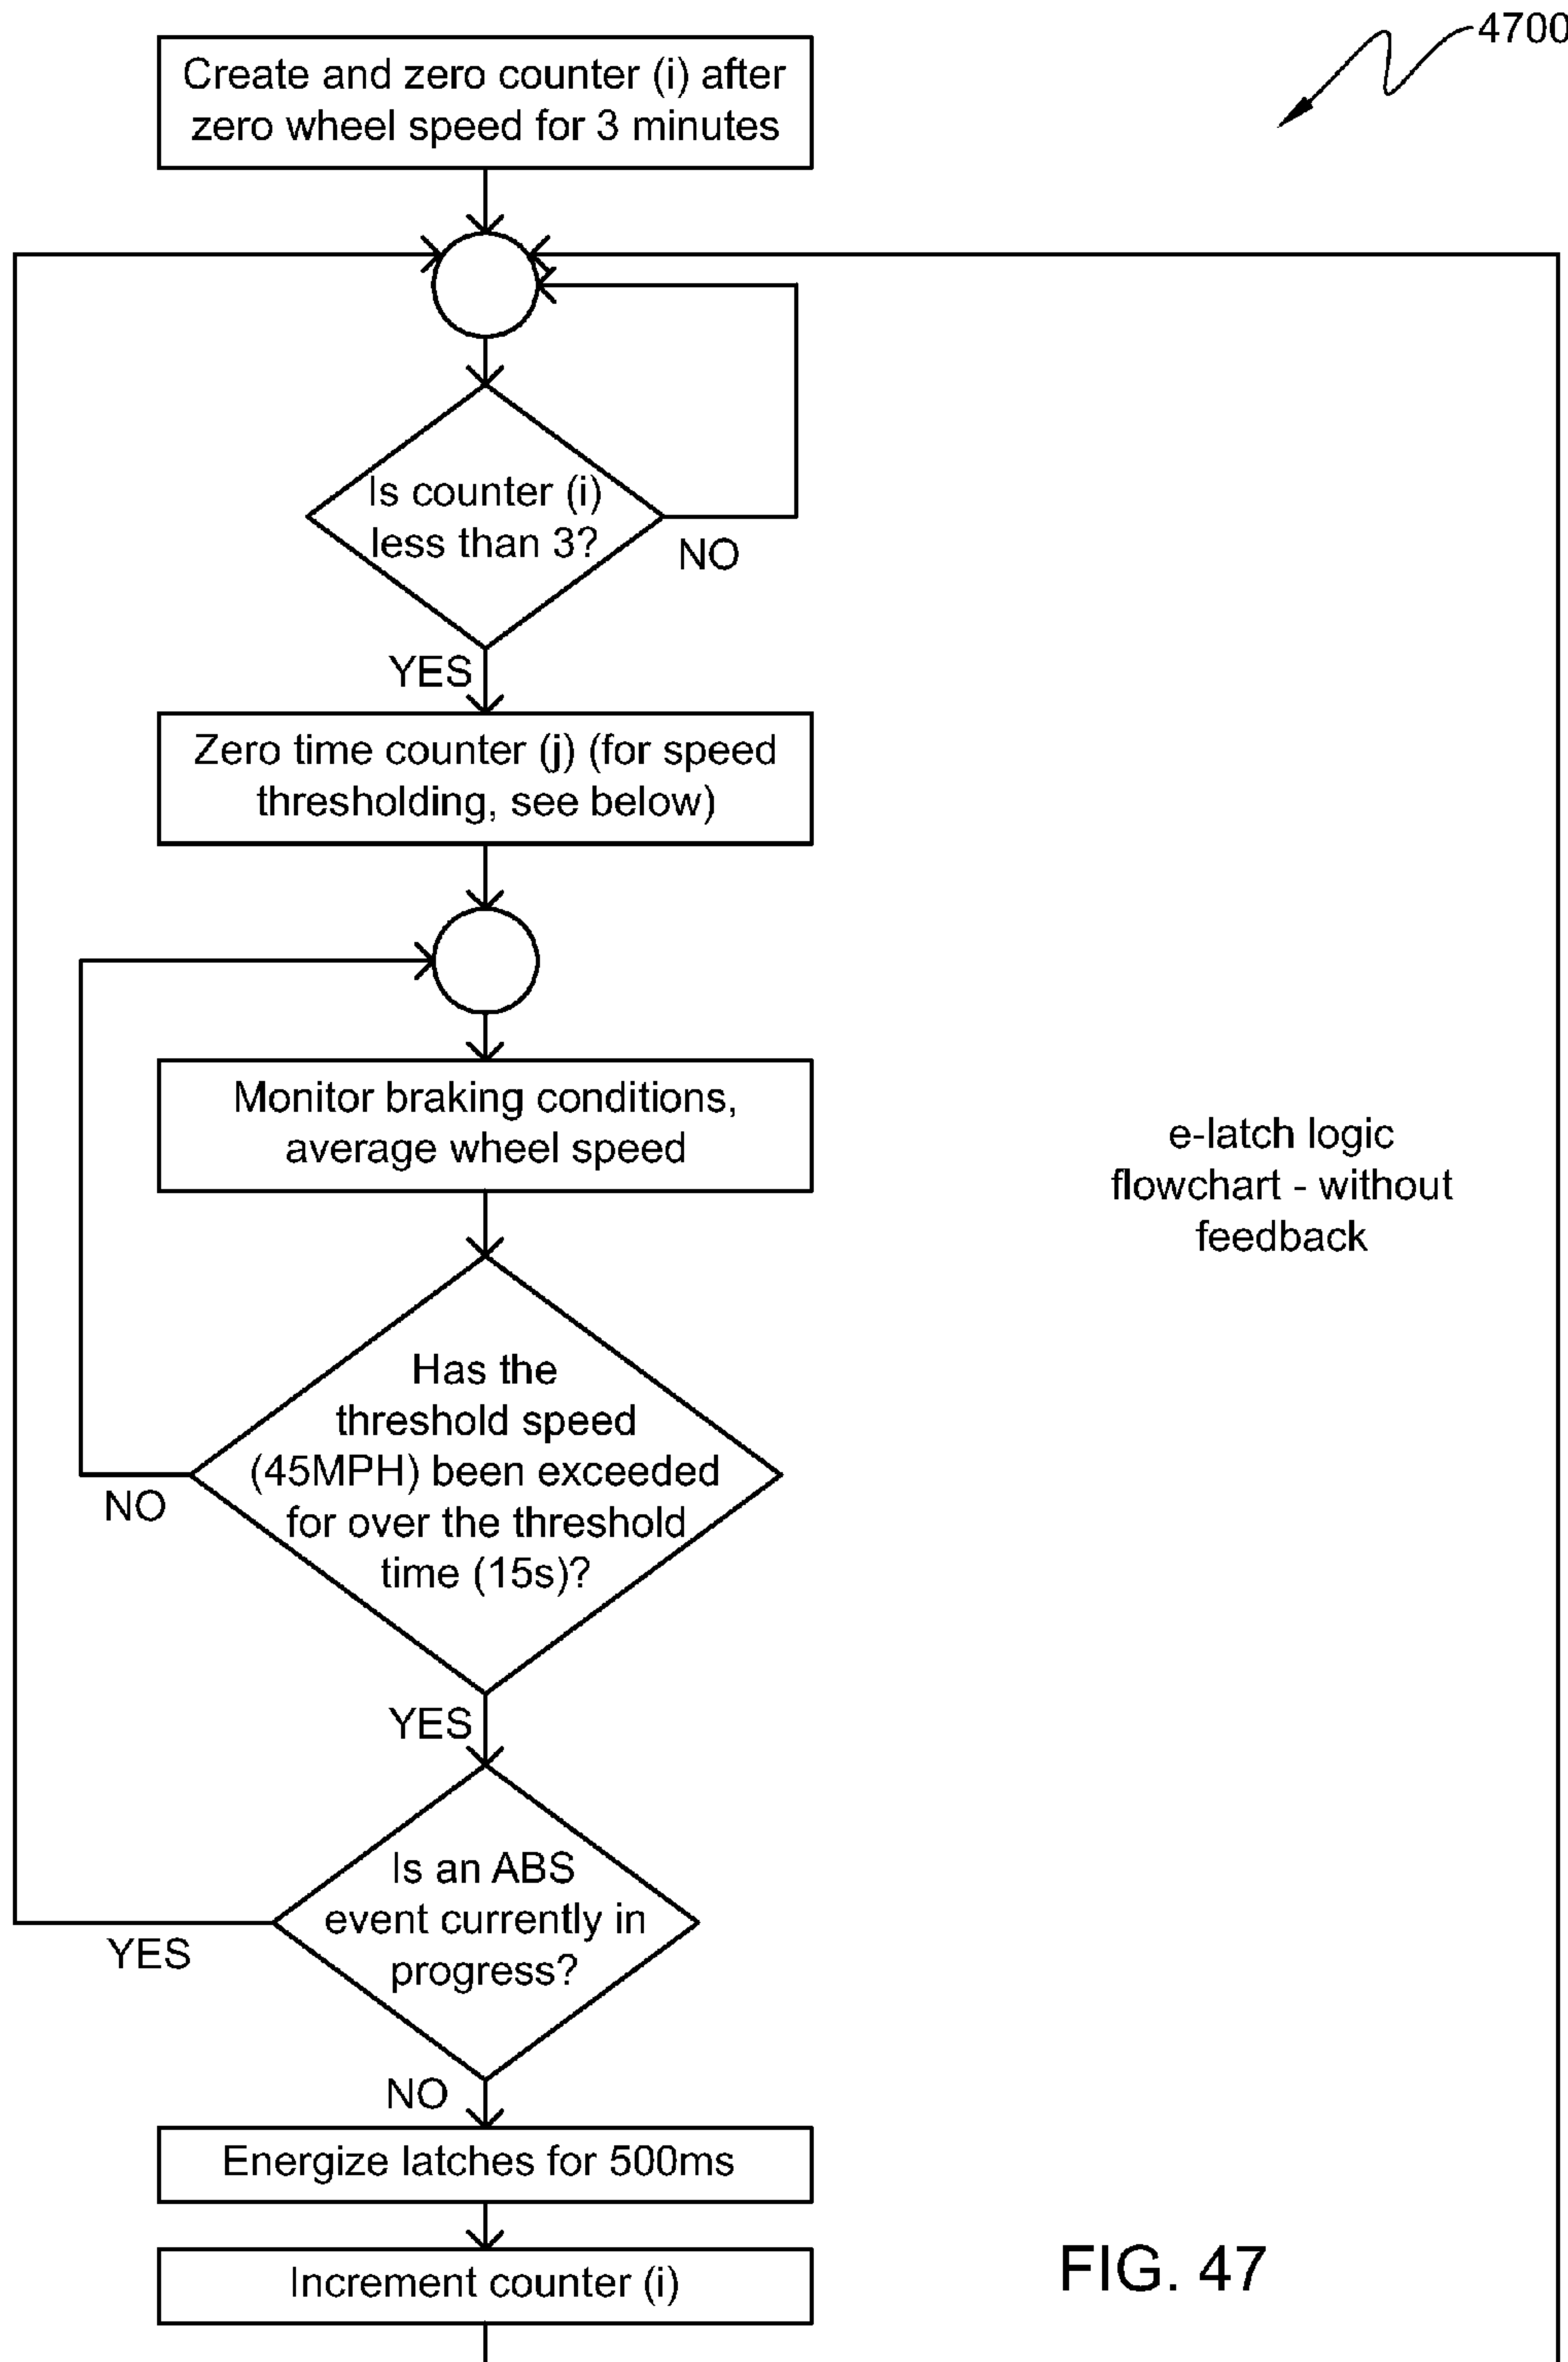 4700
Create and zero counter (i) after
zero wheel speed for 3 minutes
Is counter (i)
less than 3?
NO
YES
Zero time counter (j) (for speed
thresholding, see below)
Monitor braking conditions,
average wheel speed
e-latch logic
flowchart - without
feedback
Has the
threshold speed
(45MPH) been exceeded
for over the threshold
time (15s)?
NO
YES
Is an ABS
event currently in
progress?
YES
NO
Energize latches for 500ms
Increment counter (i)
FIG. 47